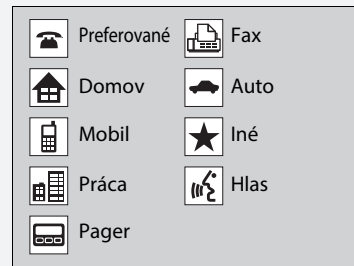 Preferované Fax
Domov Auto
Mobil Iné
Práca Hlas
Pager